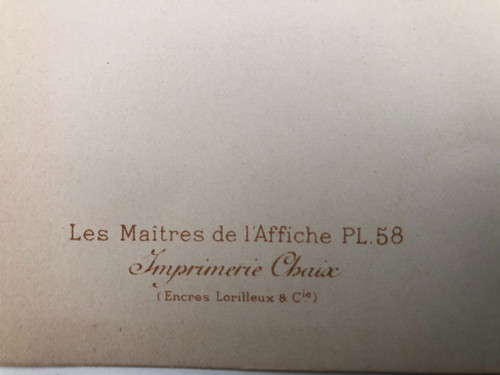 Les Maitres de l'Affiche PL.58
Imprimerie Chaix
(Encres Lorilleux & Cie)